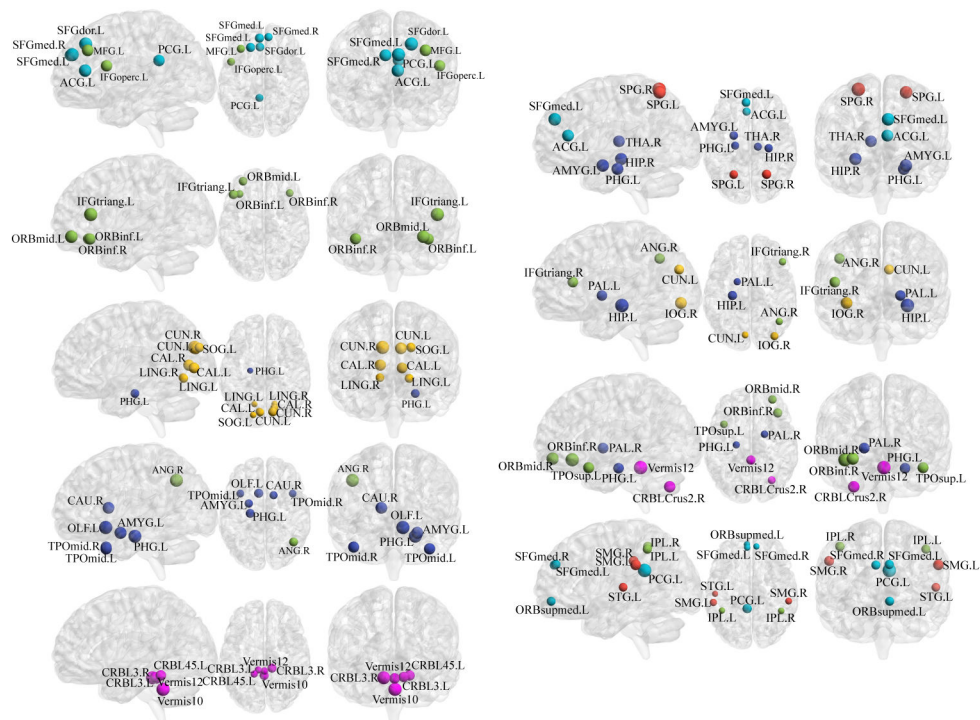 SFGdor.L
SFGmed.R
MFG.L
SFGmed.L
IFGoperc.L
ACG.L
PCG.L
SFGmed.L
SFGmed.R
MFG.L
SFGdor.L
IFGoperc.L
PCG.L
SFGdor.L
SFGmed.L
MFG.L
SFGmed.R
PCG.L
IFGoperc.L
ACG.L
IFGtriang.L
ORBmid.L
ORBinf.L
ORBinf.R
ORBmid.L
IFGtriang.L
ORBinf.L
ORBinf.R
IFGtriang.L
ORBmid.L
ORBinf.R
ORBinf.L
CUN.R
CUN.L
SOG.L
CAL.R
CAL.L
LING.R
LING.L
PHG.L
PHG.L
LING.L
LING.R
CAL.L
CAL.R
CUN.R
SOG.L
CUN.L
CUN.L
CUN.R
SOG.L
CAL.R
CAL.L
LING.R
LING.L
PHG.L
ANG.R
CAU.R
OLF.L
AMYG.L
PHG.L
TPOmid.R
TPOmid.L
OLF.L
CAU.R
TPOmid.L
TPOmid.R
AMYG.L
PHG.L
ANG.R
ANG.R
CAU.R
OLF.L
AMYG.L
PHG.L
TPOmid.R
TPOmid.L
CRBL45.L
CRBL3.R
CRBL3.L
Vermis12
Vermis10
Vermis12
CRBL3.L
CRBL3.R
CRBL45.L
Vermis10
Vermis12
CRBL45.L
CRBL3.R
CRBL3.L
Vermis10
SPG.R
SPG.L
SFGmed.L
ACG.L
THA.R
HIP.R
AMYG.L
PHG.L
SFGmed.L
ACG.L
AMYG.L
THA.R
PHG.L
HIP.R
SPG.L
SPG.R
SPG.R
SPG.L
SFGmed.L
THA.R
ACG.L
AMYG.L
HIP.R
PHG.L
ANG.R
CUN.L
IFGtriang.R
PAL.L
HIP.L
IOG.R
IFGtriang.R
PAL.L
HIP.L
ANG.R
CUN.L
IOG.R
ANG.R
CUN.L
IFGtriang.R
PAL.L
IOG.R
HIP.L
ORBinf.R
PAL.R
ORBmid.R
TPOsup.L
PHG.L
Vermis12
CRBLCrus2.R
ORBmid.R
ORBinf.R
TPOsup.L
PAL.R
PHG.L
Vermis12
CRBLCrus2.R
PAL.R
ORBmid.R
PHG.L
ORBinf.R
Vermis12
TPOsup.L
CRBLCrus2.R
IPL.R
SMG.R
IPL.L
SMG.L
SFGmed.R
SFGmed.L
PCG.L
STG.L
ORBsupmed.L
ORBsupmed.L
SFGmed.L
SFGmed.R
STG.L
SMG.L
PCG.L
SMG.R
IPL.L
IPL.R
IPL.R
IPL.L
SFGmed.R
SFGmed.L
SMG.R
SMG.L
PCG.L
STG.L
ORBsupmed.L